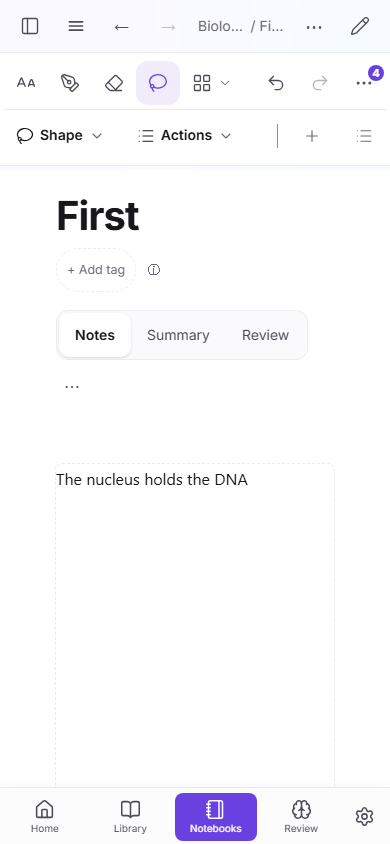 Biolo... / Fi...
AA
4
Shape
Actions
First
+ Add tag
Notes
Summary
Review
The nucleus holds the DNA
Home
Library
Notebooks
Review